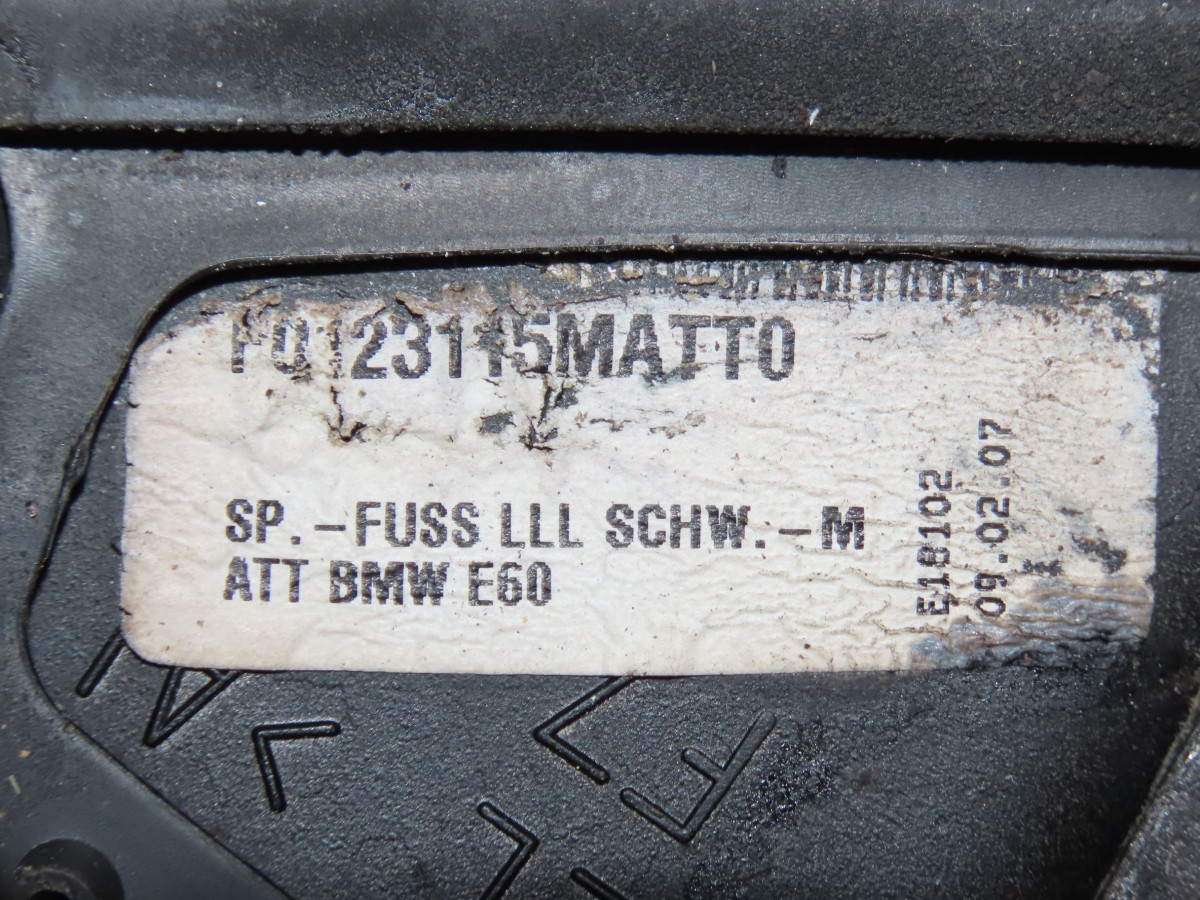 F0123115MATT0
SP.-FUSS LLL SCHW.-M
ATT BMW E60
E18102
09.02.07